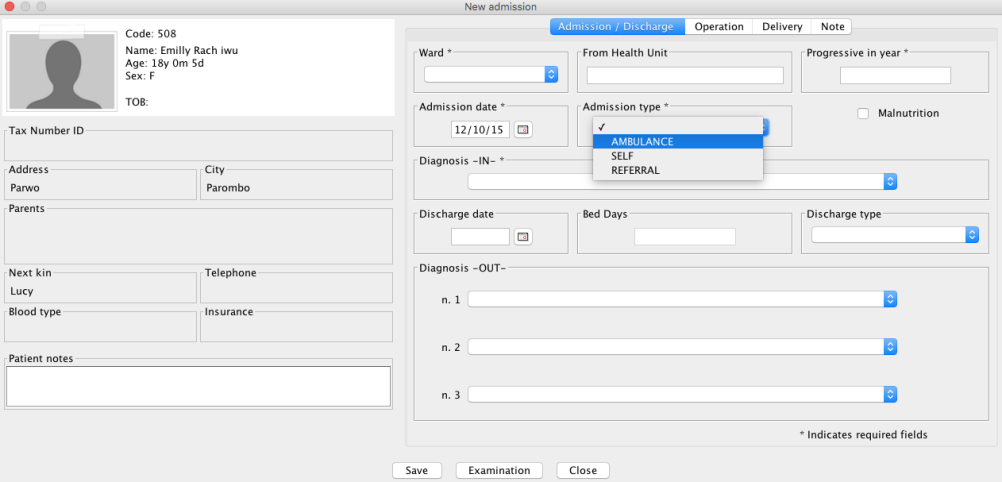 New admission
Code: 508
Name: Emilly Rach iwu
Age: 18y 0m 5d
Sex: F
TOB:
Tax Number ID
Address
Parwo
City
Parombo
Parents
Next kin
Lucy
Telephone
Blood type
Insurance
Patient notes
Admission / Discharge
Operation
Delivery
Note
Ward *
From Health Unit
Progressive in year *
Admission date *
12/10/15
Admission type *
✓
AMBULANCE
SELF
REFERRAL
Malnutrition
Diagnosis -IN- *
Discharge date
Bed Days
Discharge type
Diagnosis -OUT-
n. 1
n. 2
n. 3
* Indicates required fields
Save
Examination
Close